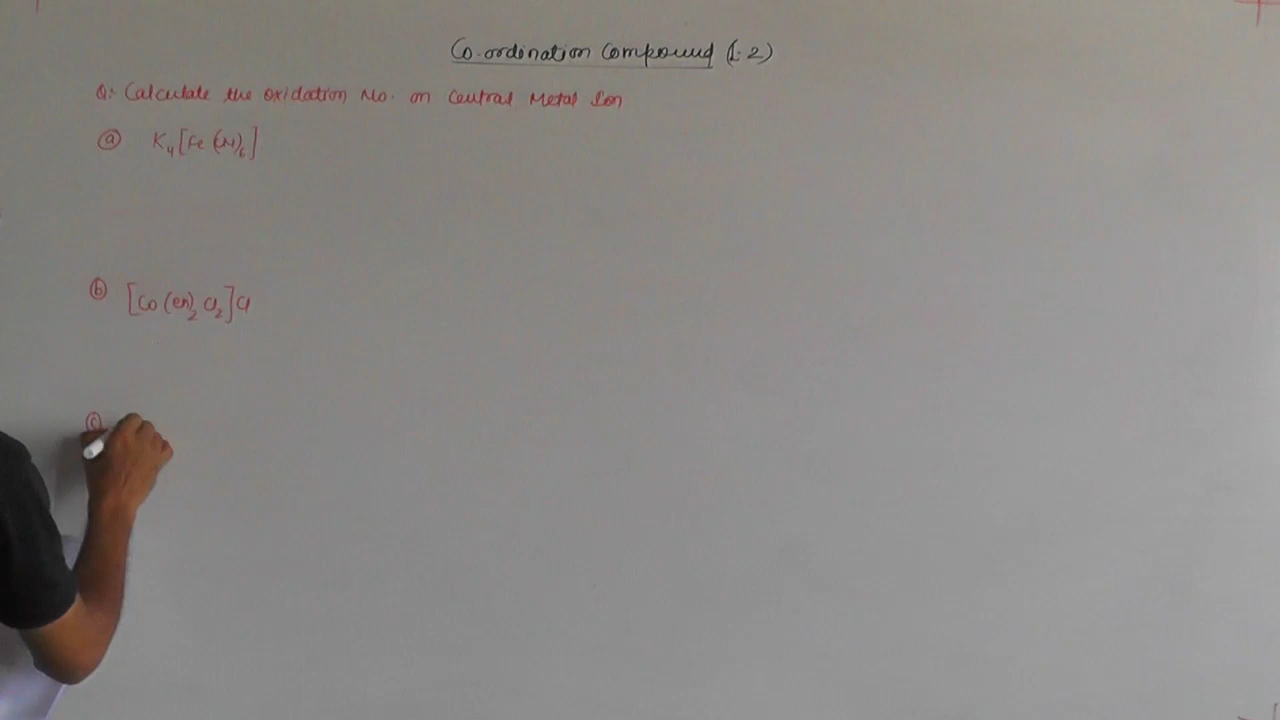 Co-ordination Compound (L-2)
Q:- Calculate the oxidation No. on Central Metal Ion
(a) K4[Fe(CN)6]
(b) [Co(en)2Cl2]Cl
(c)